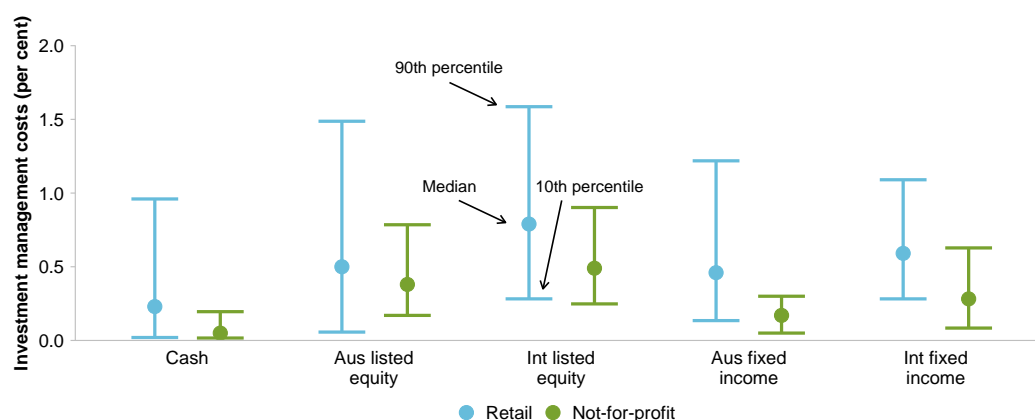 Investment management costs (per cent)
2.0
1.5
1.0
0.5
0.0
90th percentile
Median
10th percentile
Cash
Aus listed
equity
Int listed
equity
Aus fixed
income
Int fixed
income
Retail
Not-for-profit